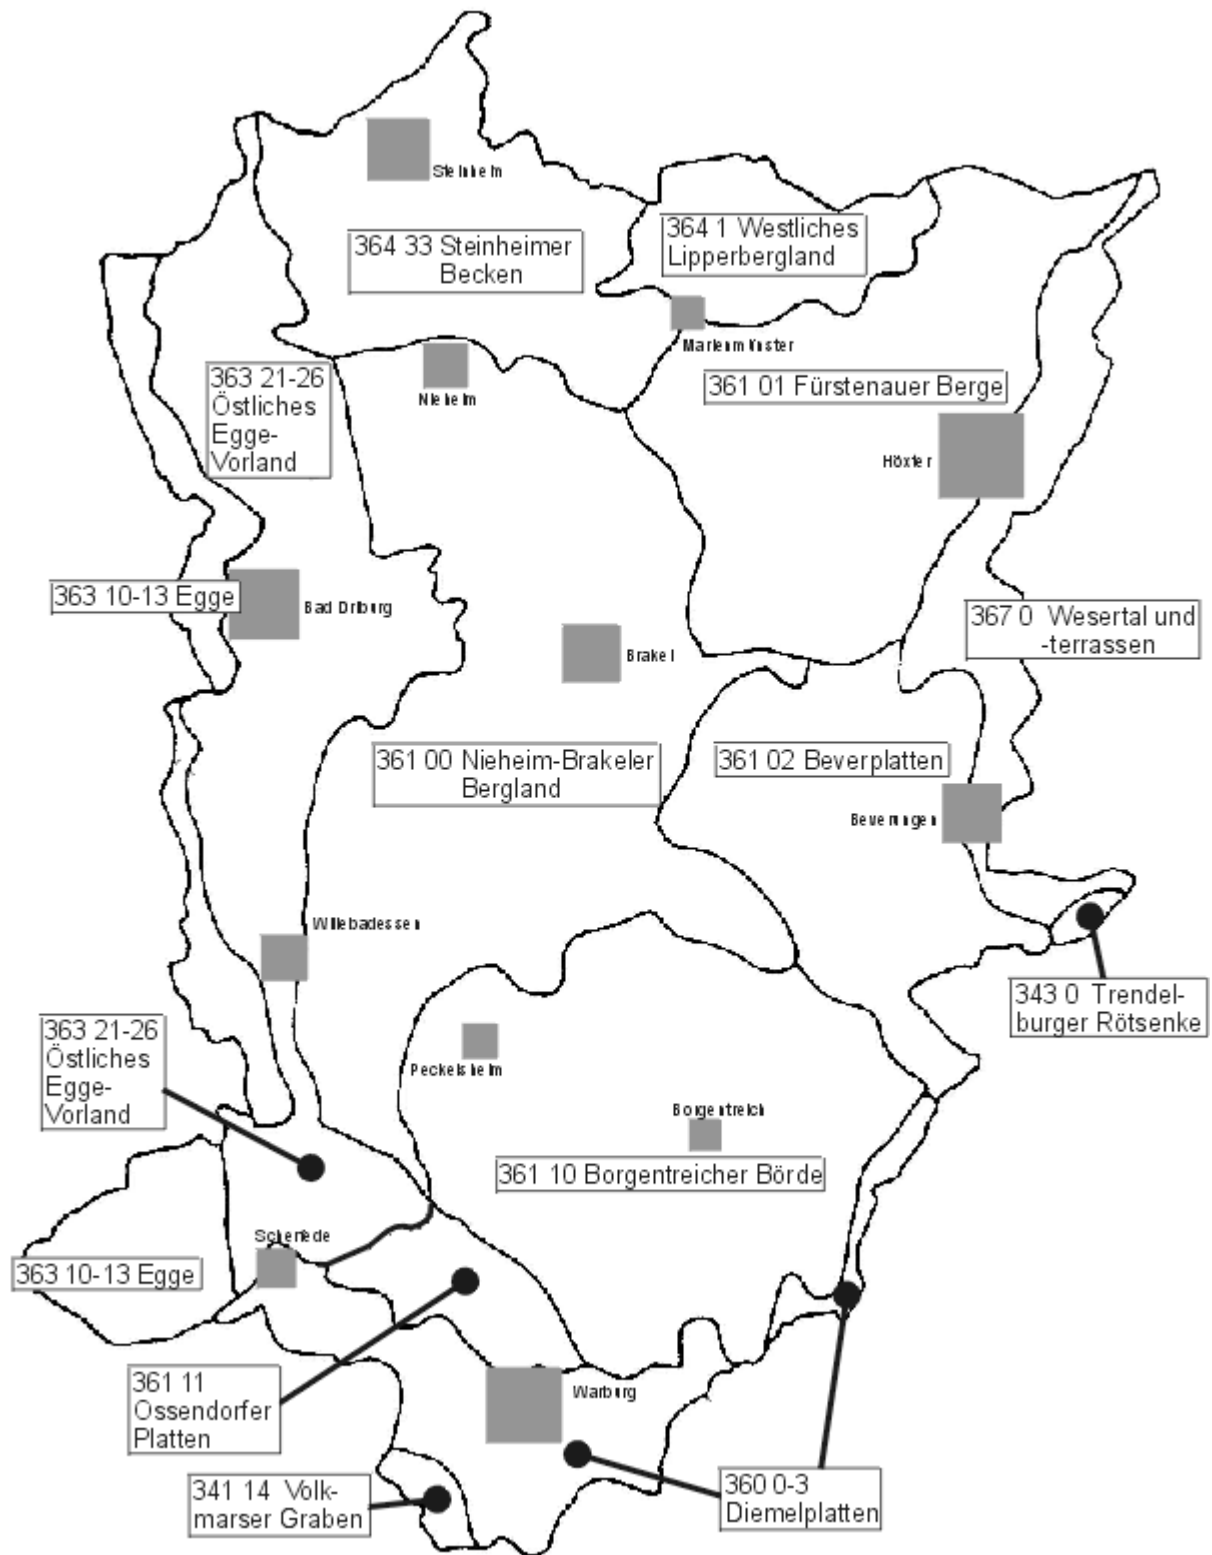 Steinheim
364 33 Steinheimer
Becken
364 1 Westliches
Lipperbergland
Marienmünster
363 21-26
Östliches
Egge-
Vorland
Nieheim
361 01 Fürstenauer Berge
Höxter
363 10-13 Egge
Bad Driburg
Brakel
367 0 Wesertal und
-terrassen
361 00 Nieheim-Brakeler
Bergland
361 02 Beverplatten
Beverungen
Willebadessen
343 0 Trendel-
burger Rötsenke
363 21-26
Östliches
Egge-
Vorland
Peckelsheim
Borgentreich
361 10 Borgentreicher Börde
Scherfede
363 10-13 Egge
361 11
Ossendorfer
Platten
Warburg
341 14 Volk-
marser Graben
360 0-3
Diemelplatten